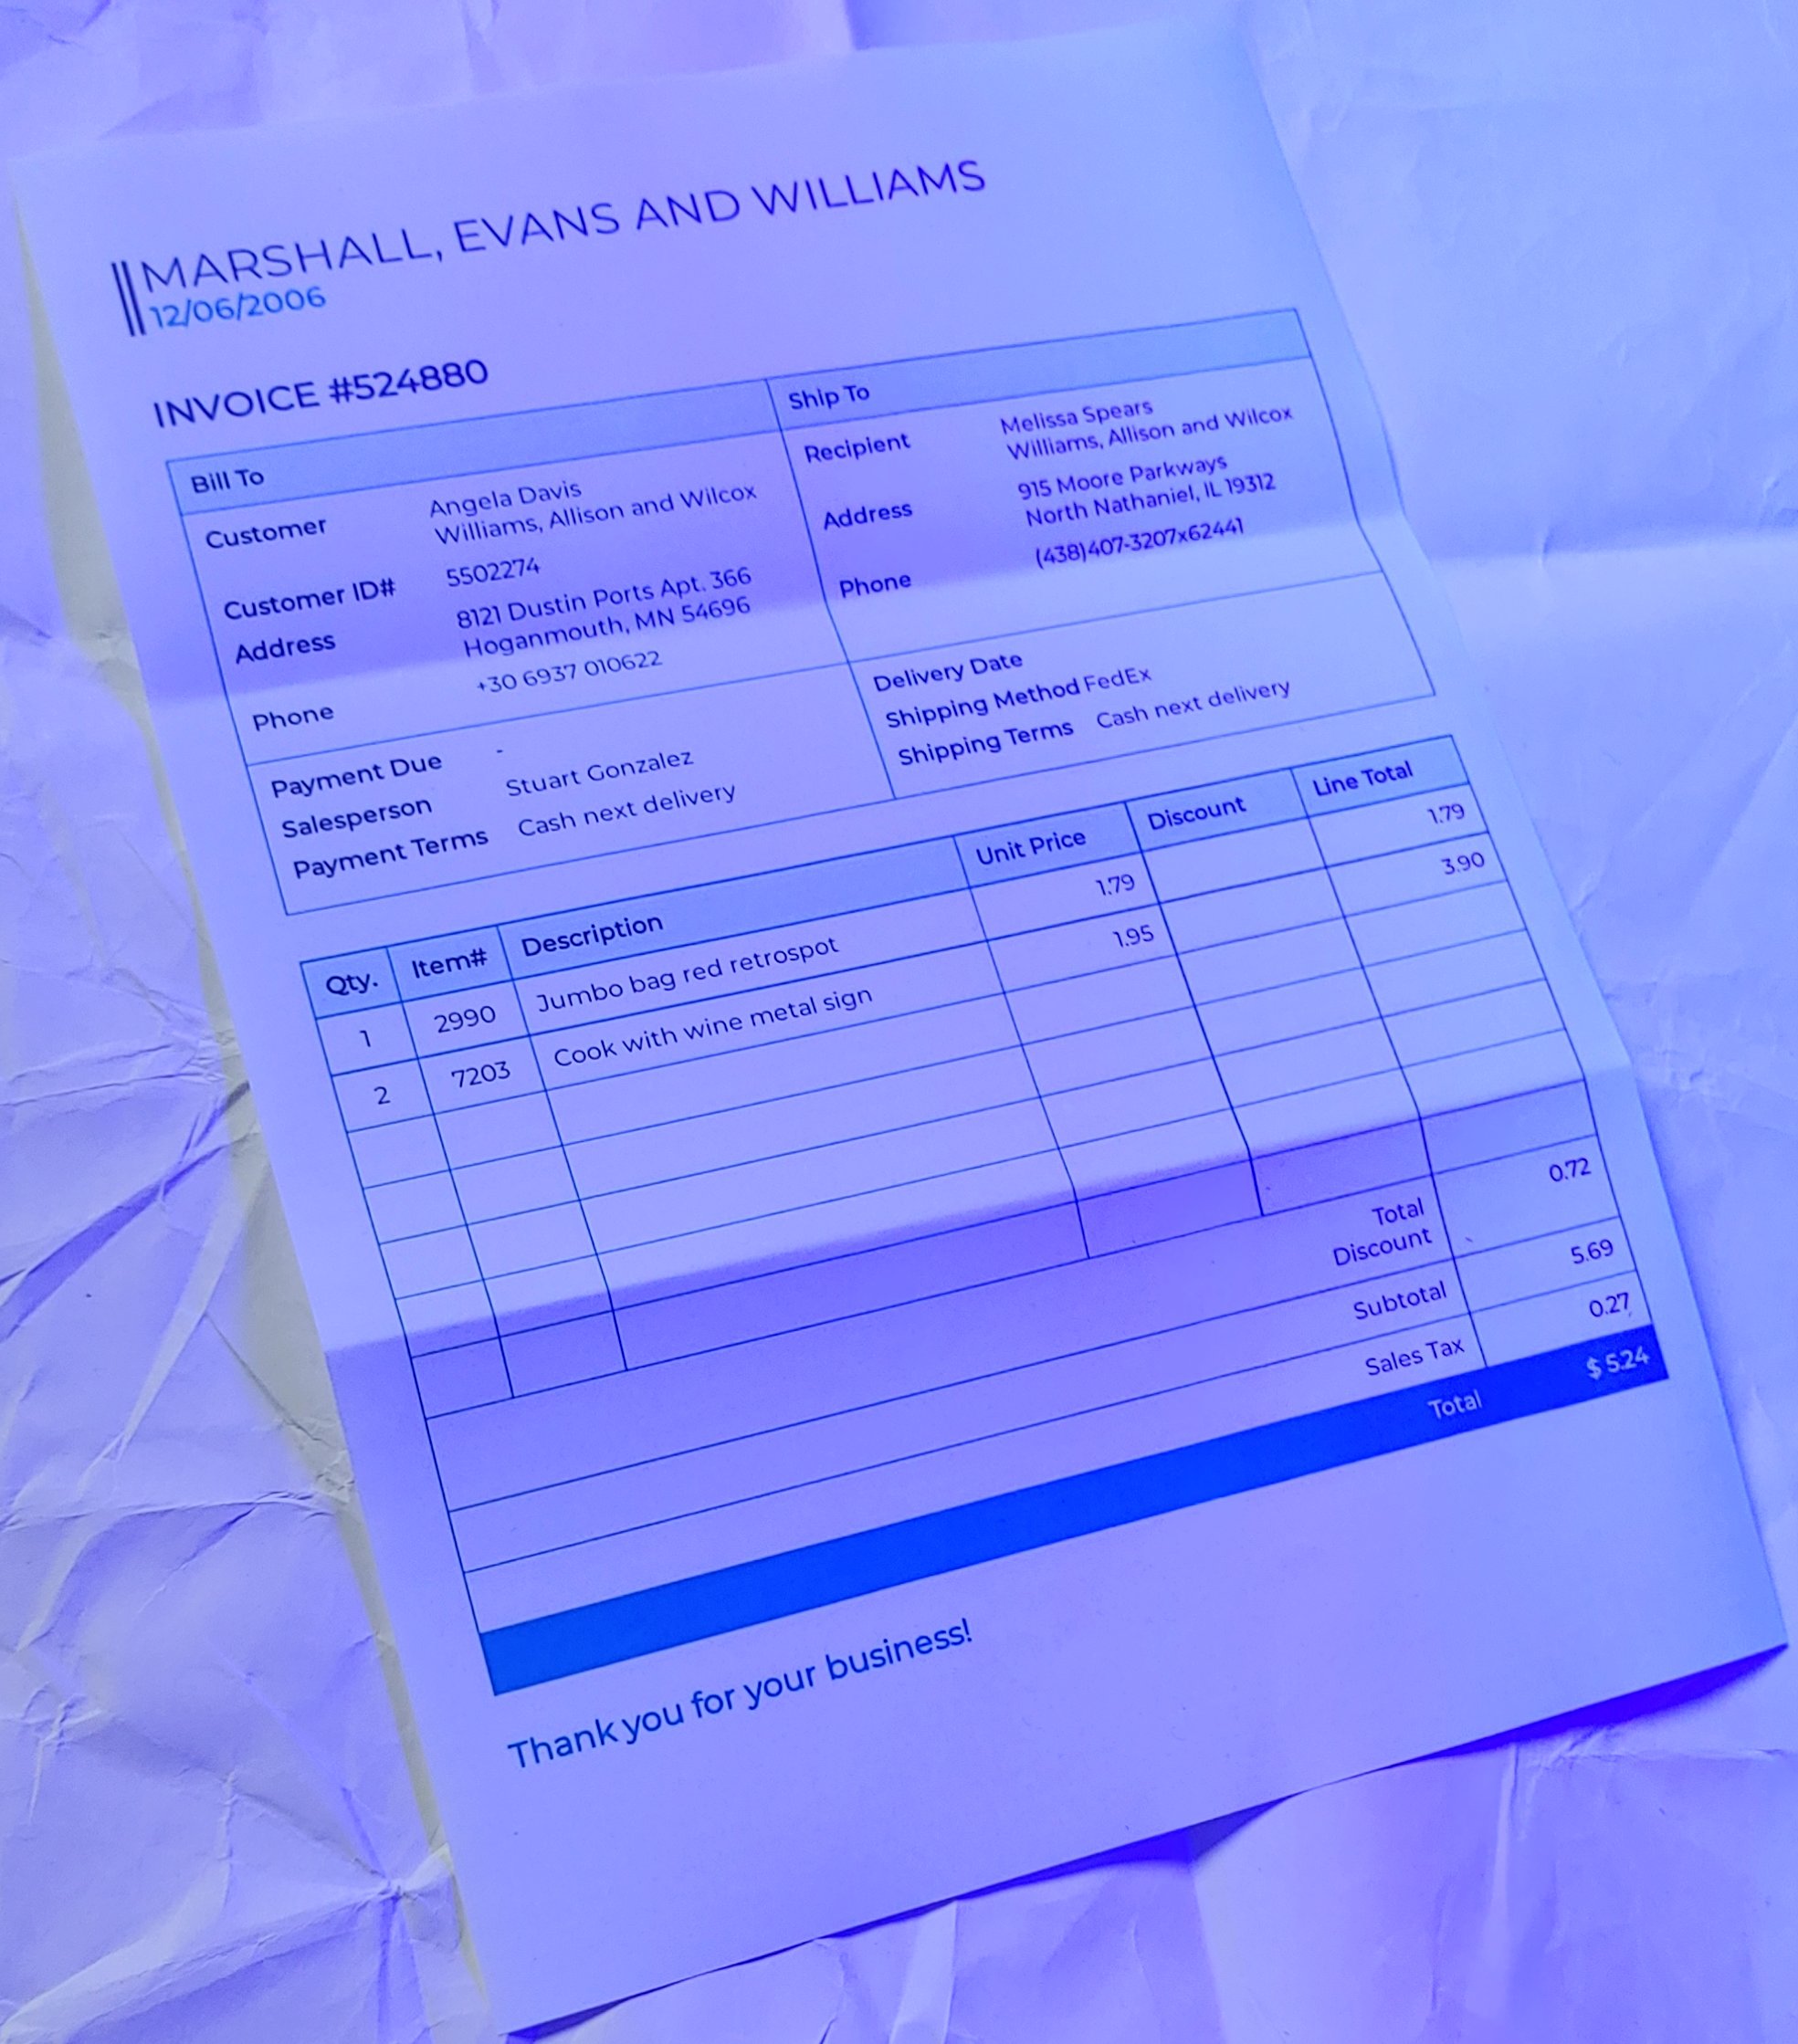 MARSHALL, EVANS AND WILLIAMS
12/06/2006
INVOICE #524880
Bill To
Customer Angela Davis
Williams, Allison and Wilcox
Customer ID# 5502274
Address 8121 Dustin Ports Apt. 366
Hoganmouth, MN 54696
Phone +30 6937 010622
Ship To
Recipient Melissa Spears
Williams, Allison and Wilcox
Address 915 Moore Parkways
North Nathaniel, IL 19312
Phone (438)407-3207x62441
Payment Due -
Salesperson Stuart Gonzalez
Payment Terms Cash next delivery
Delivery Date
Shipping Method FedEx
Shipping Terms Cash next delivery
Qty. Item# Description Unit Price Discount Line Total
1 2990 Jumbo bag red retrospot 1.79 1.79
2 7203 Cook with wine metal sign 1.95 3.90
Total
Discount 0.72
Subtotal 5.69
Sales Tax 0.27
Total $ 5.24
Thank you for your business!